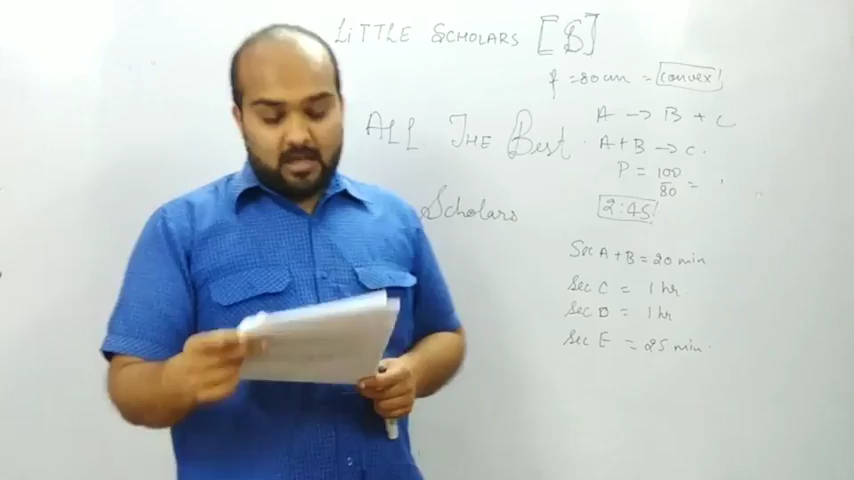 LiTTLE SCHOLARS [B]
f = 80 cm = convex
ALL THE Best
A → B + C
A + B → C.
P = 100/80 =
Scholars
2:45
Sec A + B = 20 min
Sec C = 1 hr.
Sec D = 1 hr
Sec E = 25 min.